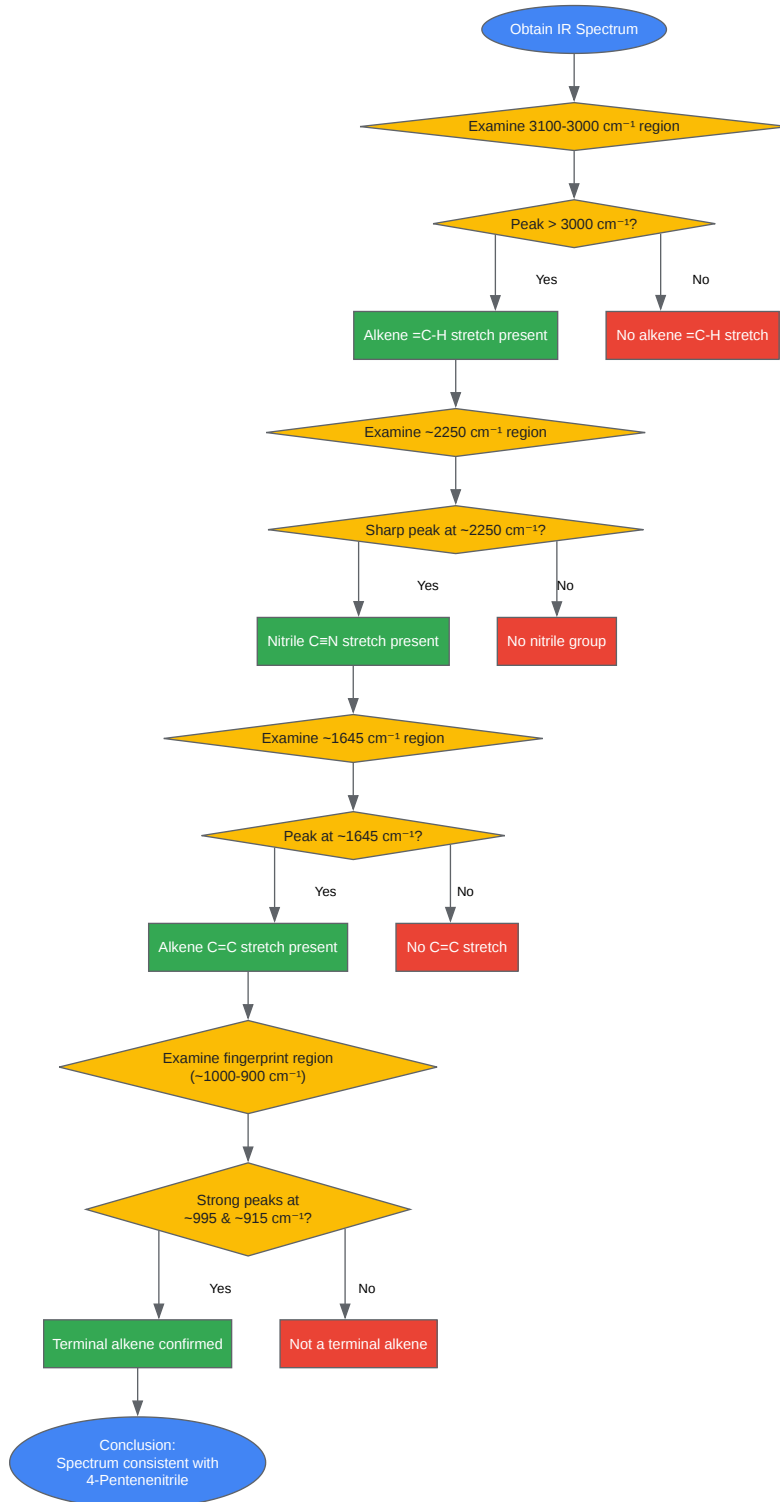 Obtain IR Spectrum
Examine 3100-3000 cm⁻¹ region
Peak > 3000 cm⁻¹?
Yes
No
Alkene =C-H stretch present
No alkene =C-H stretch
Examine ~2250 cm⁻¹ region
Sharp peak at ~2250 cm⁻¹?
Yes
No
Nitrile C≡N stretch present
No nitrile group
Examine ~1645 cm⁻¹ region
Peak at ~1645 cm⁻¹?
Yes
No
Alkene C=C stretch present
No C=C stretch
Examine fingerprint region
(~1000-900 cm⁻¹)
Strong peaks at
~995 & ~915 cm⁻¹?
Yes
No
Terminal alkene confirmed
Not a terminal alkene
Conclusion:
Spectrum consistent with
4-Pentenenitrile